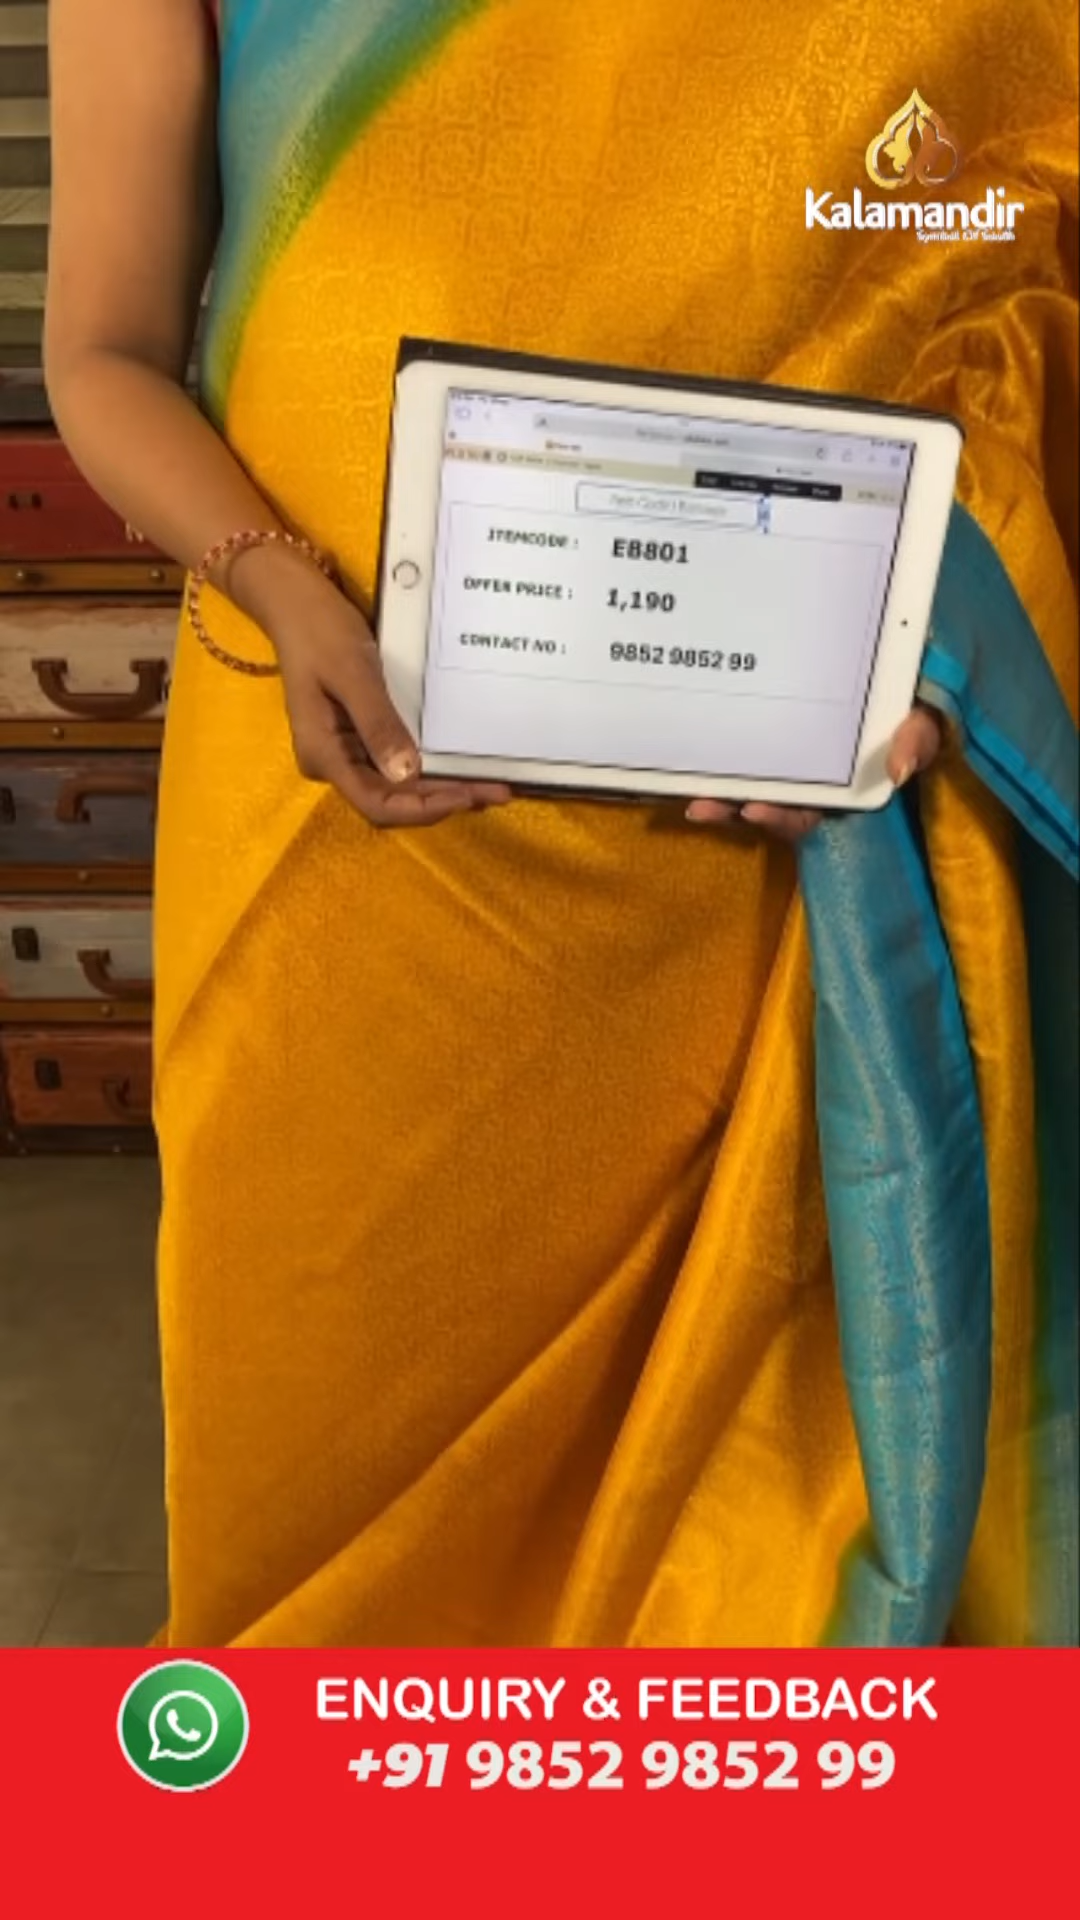 Kalamandir
ITEMCODE : E8801
OFFER PRICE : 1,190
CONTACT NO : 9852 9852 99
ENQUIRY & FEEDBACK
+91 9852 9852 99